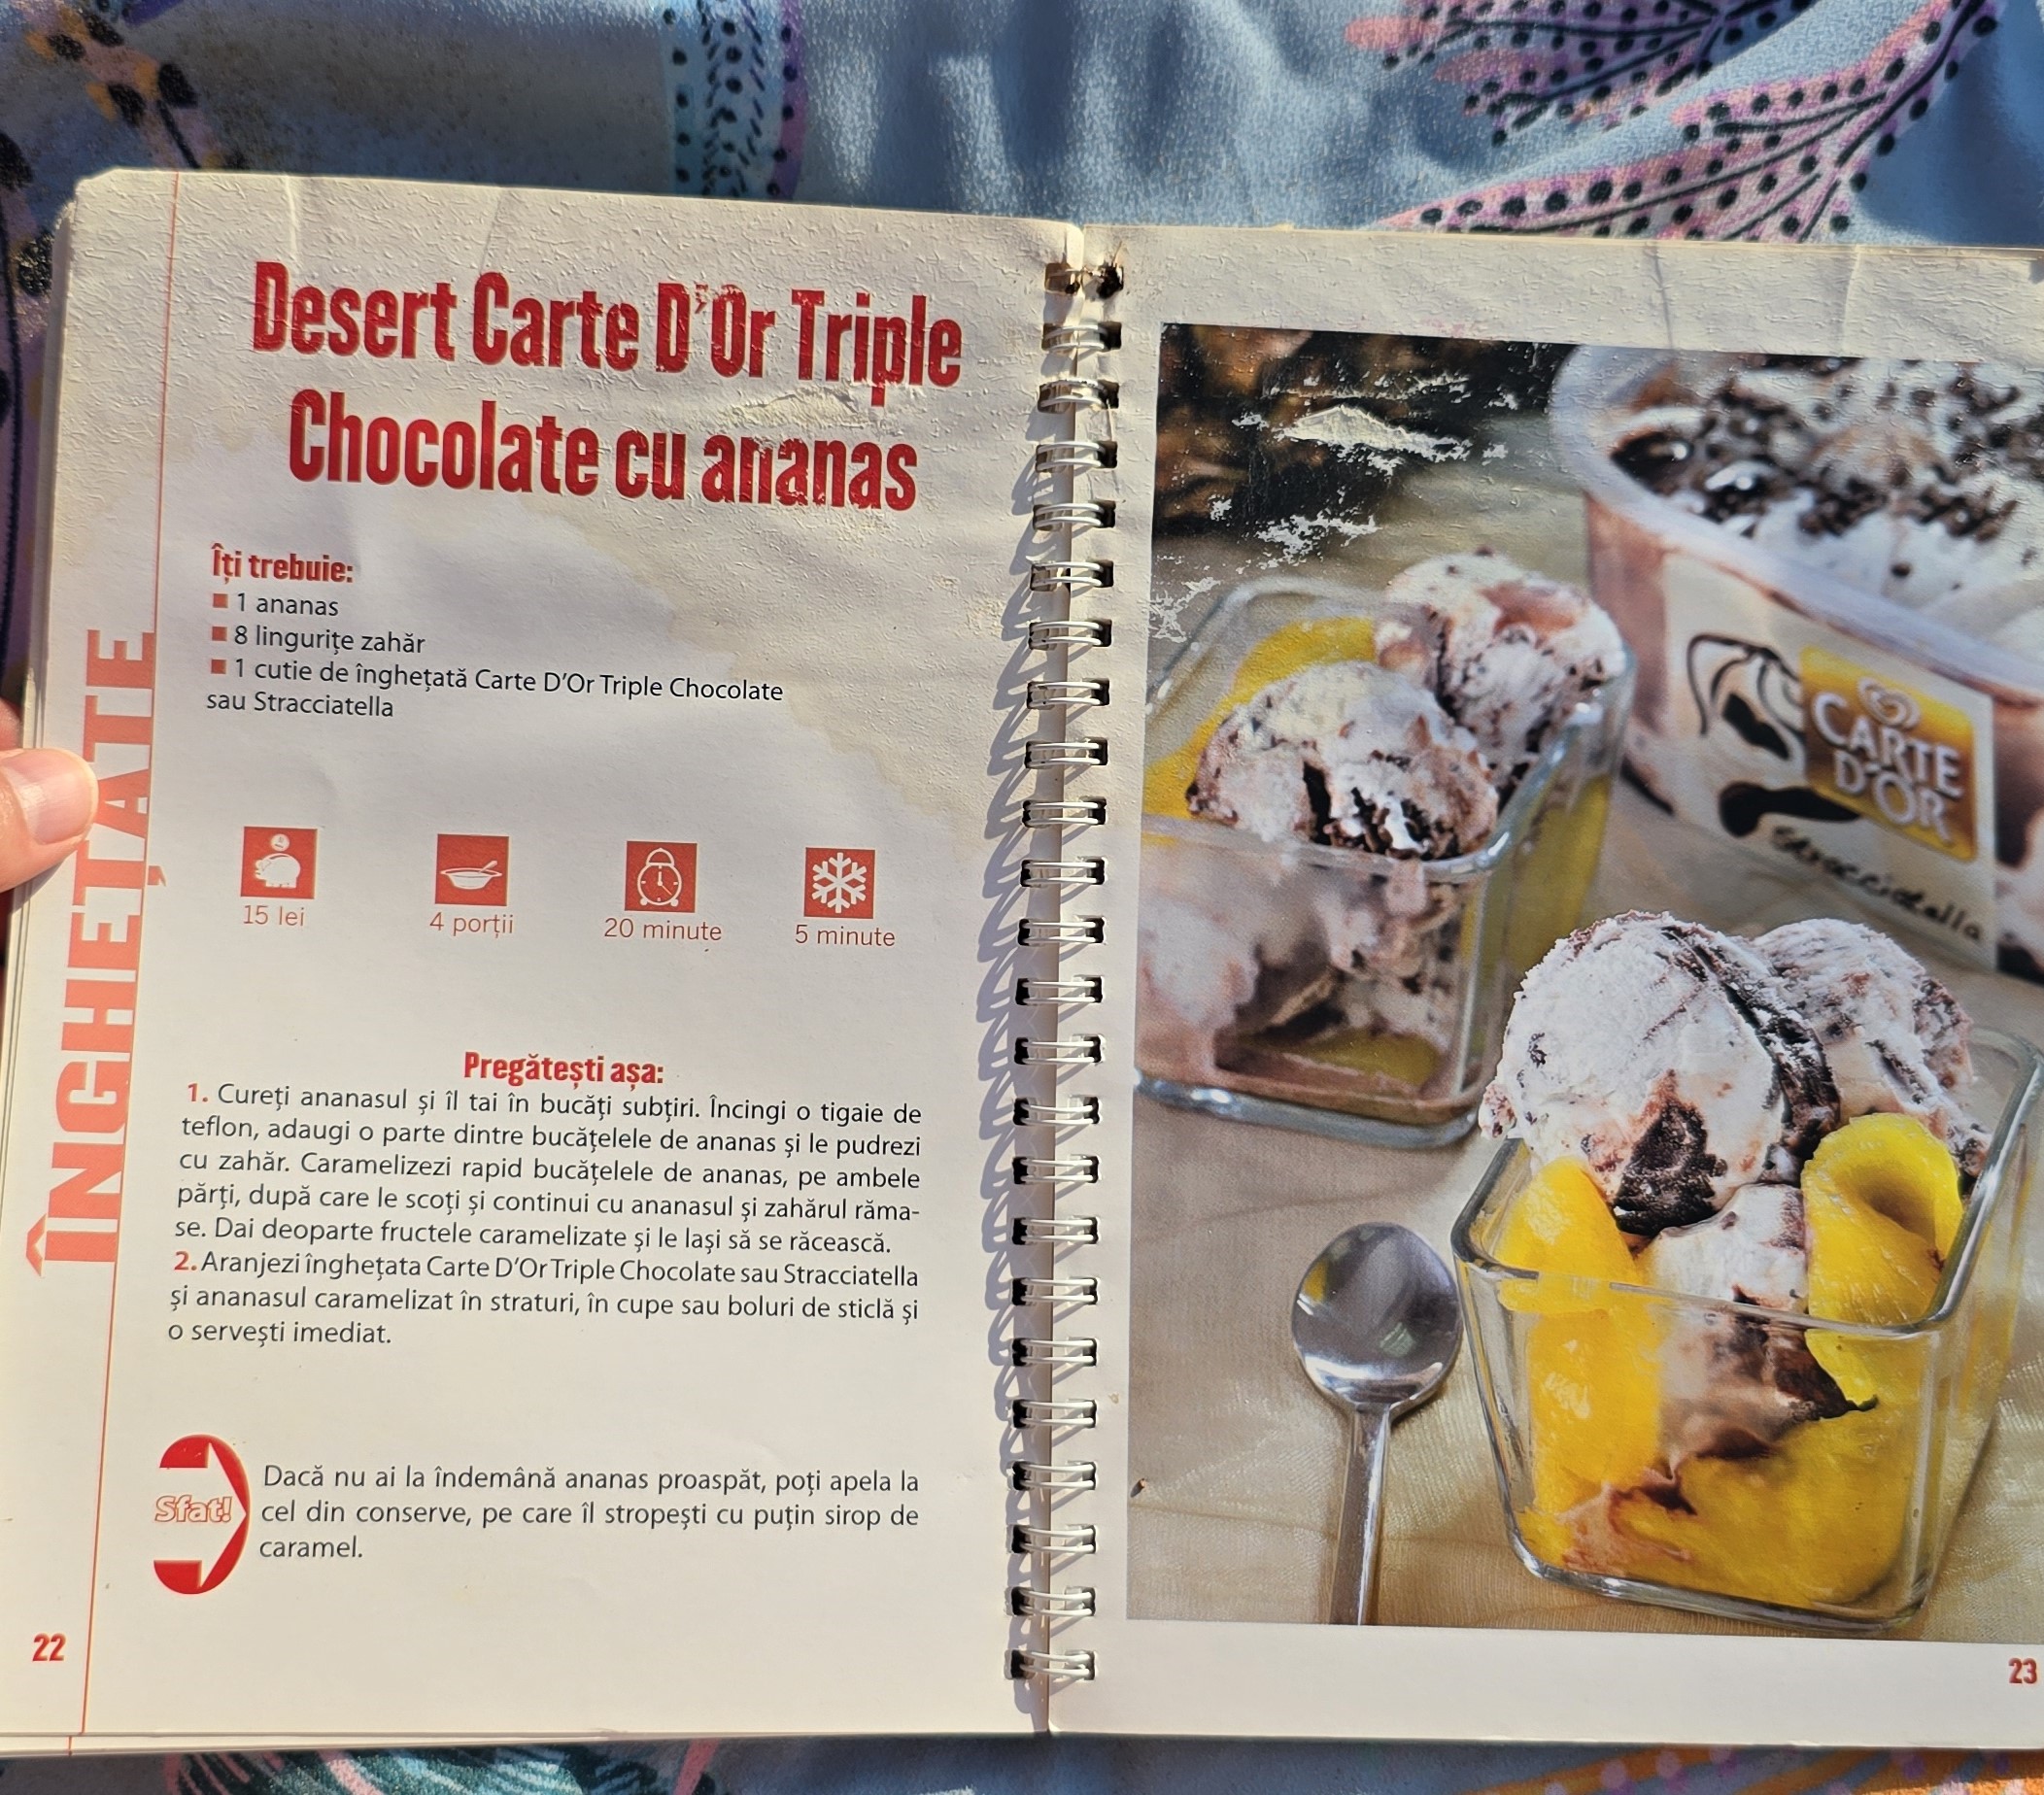 Desert Carte D'Or Triple
Chocolate cu ananas
Îți trebuie:
1 ananas
8 lingurițe zahăr
1 cutie de înghețată Carte D'Or Triple Chocolate
sau Stracciatella
15 lei
4 porții
20 minute
5 minute
Pregătești așa:
1. Cureți ananasul și îl tai în bucăți subțiri. Încingi o tigaie de
teflon, adaugi o parte dintre bucățelele de ananas și le pudrezi
cu zahăr. Caramelizezi rapid bucățelele de ananas, pe ambele
părți, după care le scoți și continui cu ananasul și zahărul răma-
se. Dai deoparte fructele caramelizate și le lași să se răcească.
2. Aranjezi înghețata Carte D'Or Triple Chocolate sau Stracciatella
și ananasul caramelizat în straturi, în cupe sau boluri de sticlă și
o servești imediat.
Sfat!
Dacă nu ai la îndemână ananas proaspăt, poți apela la
cel din conserve, pe care îl stropești cu puțin sirop de
caramel.
ÎNGHEȚATE
22
CARTE
D'OR
Stracciatella
23